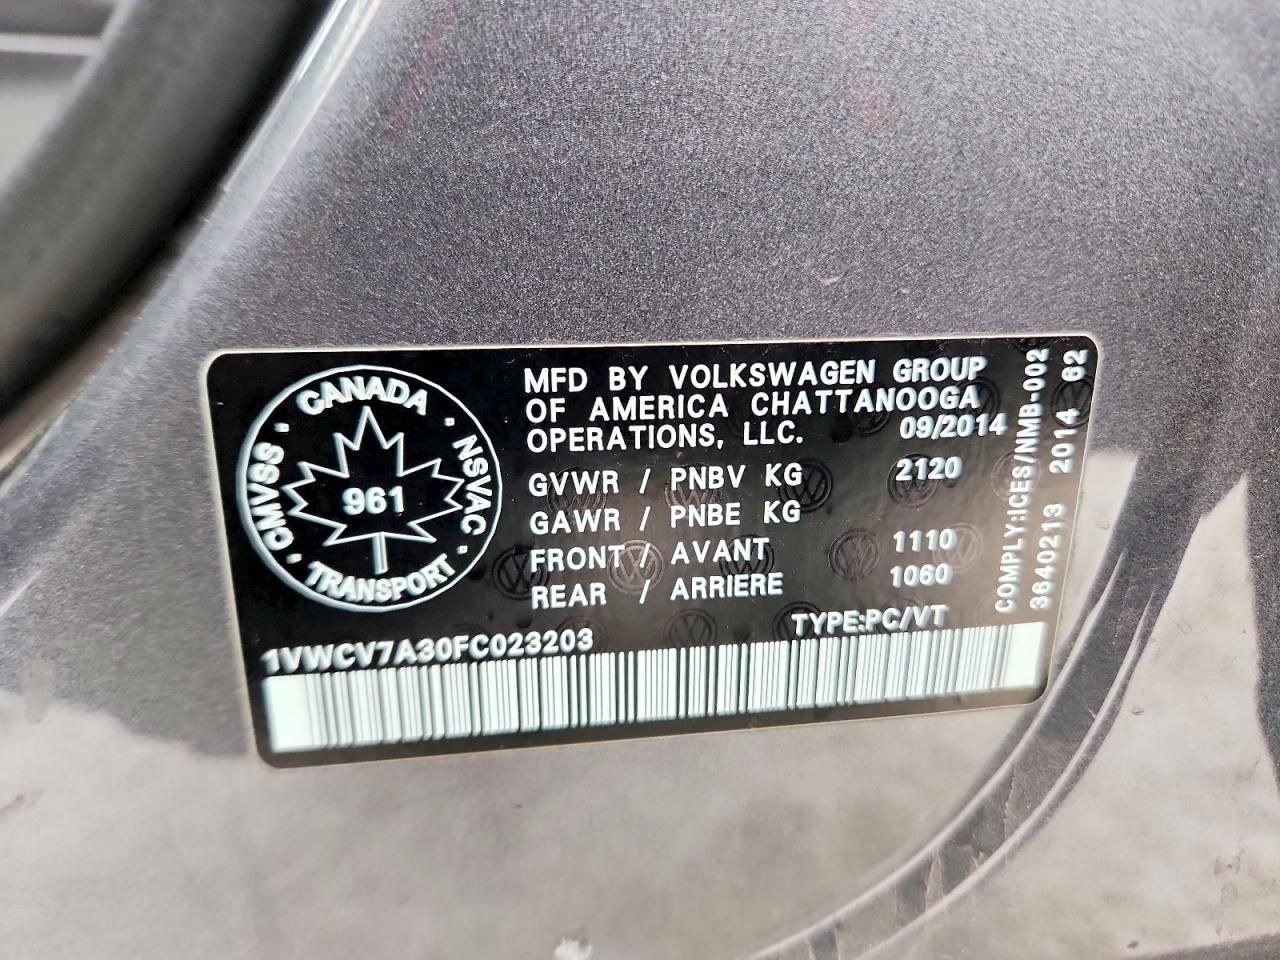 CANADA
CMVSS · NSVAC
961
TRANSPORT
MFD BY VOLKSWAGEN GROUP
OF AMERICA CHATTANOOGA
OPERATIONS, LLC. 09/2014
GVWR / PNBV KG 2120
GAWR / PNBE KG
FRONT / AVANT 1110
REAR / ARRIERE 1060
TYPE:PC/VT
1VWCV7A30FC023203
COMPLY:ICES/NMB-002
3640213 2014 62